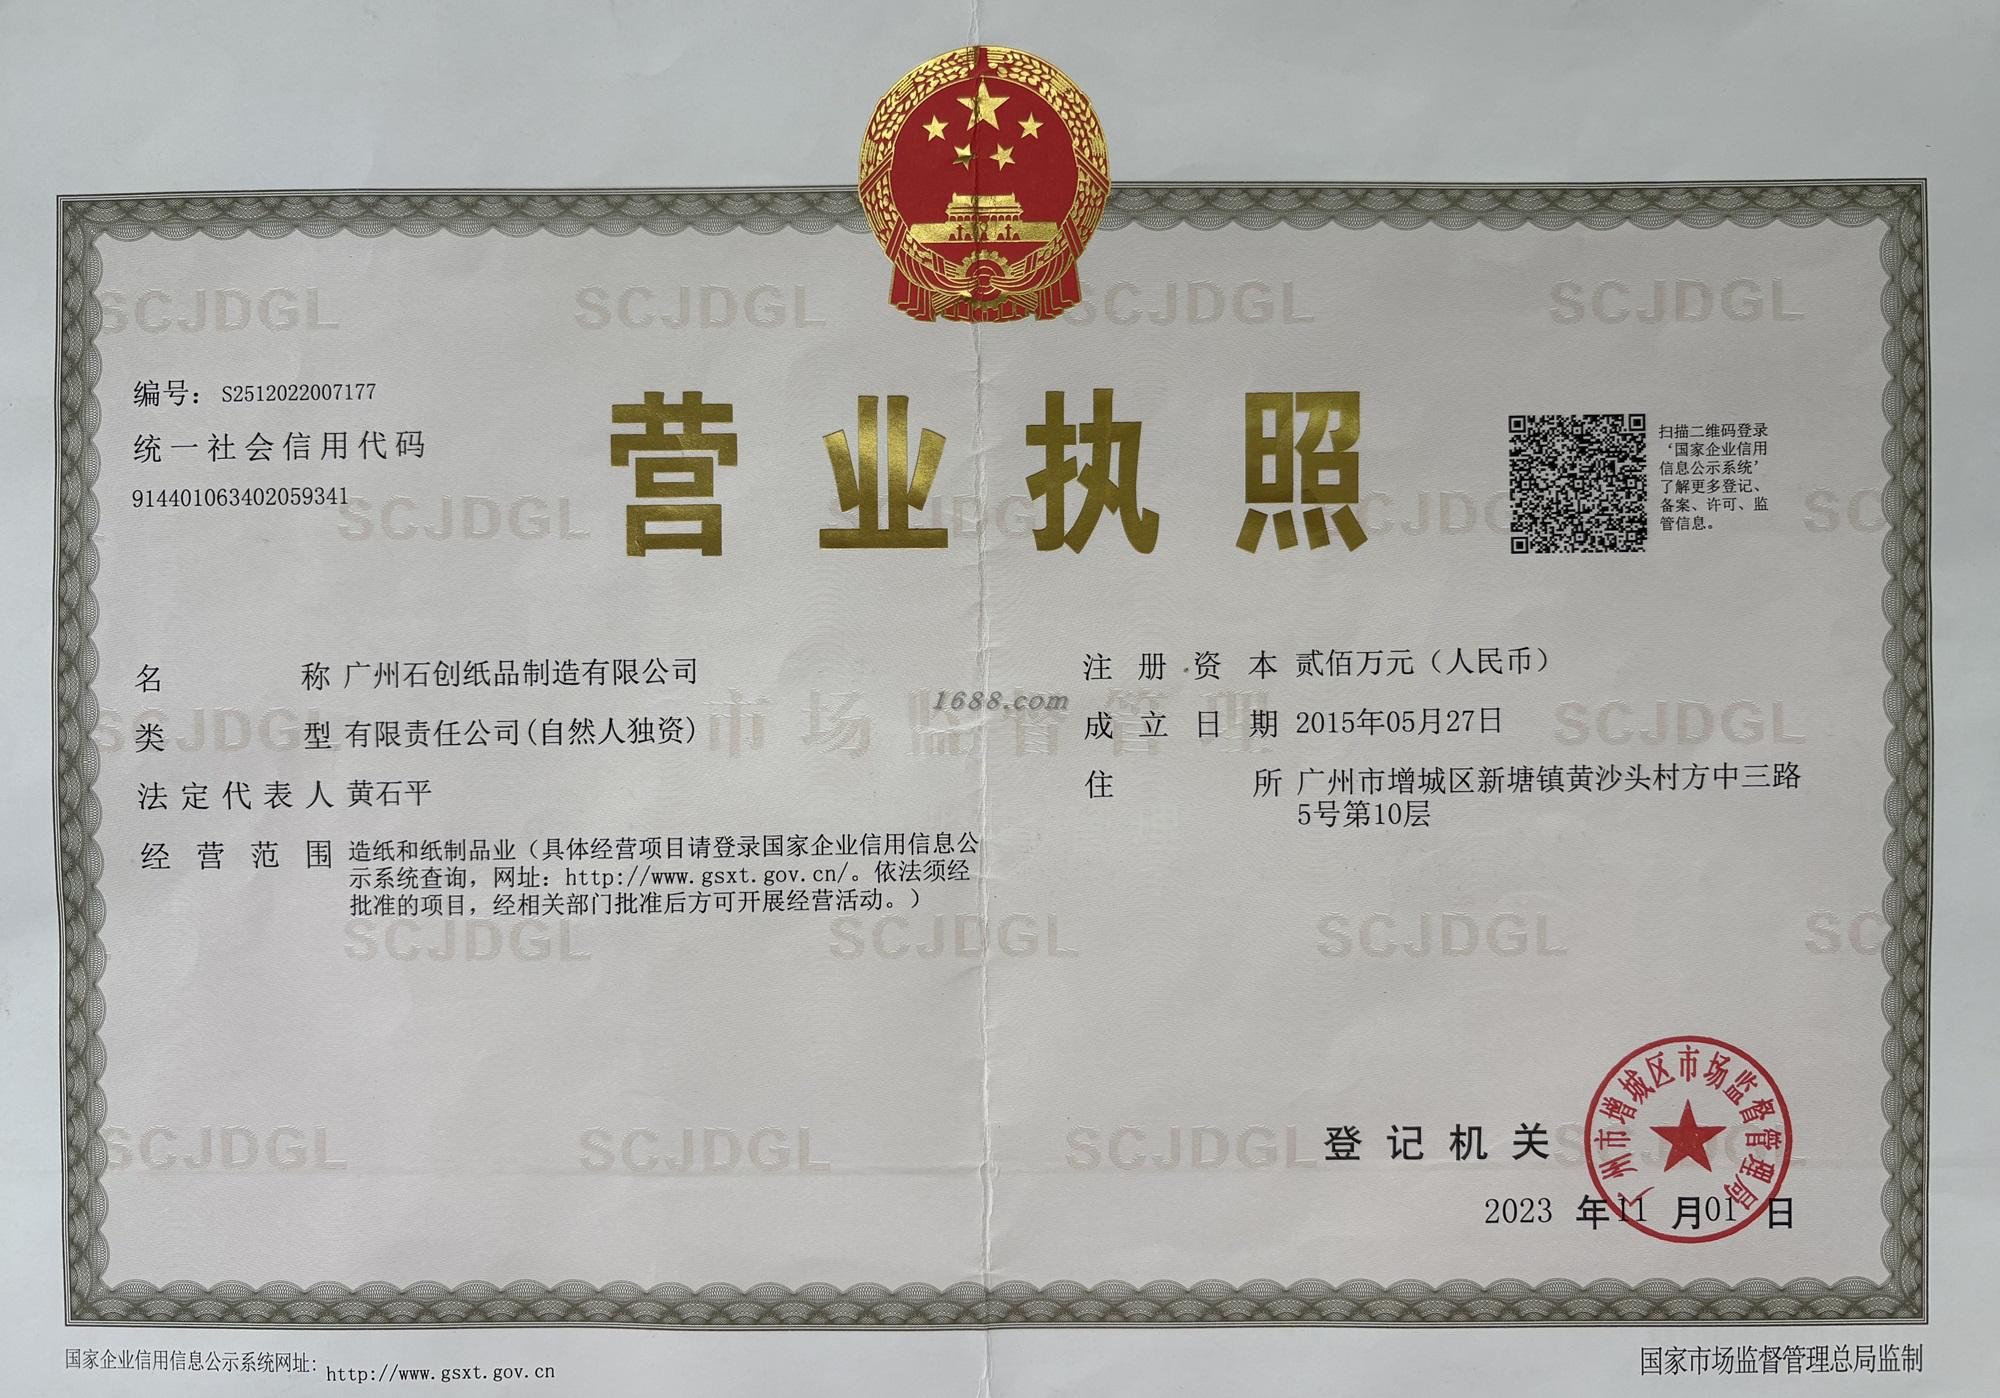 编号：S2512022007177
统一社会信用代码
914401063402059341
营业执照
扫描二维码登录
‘国家企业信用
信息公示系统’
了解更多登记、
备案、许可、监
管信息。
名称 广州石创纸品制造有限公司
类型 有限责任公司(自然人独资)
法定代表人 黄石平
经营范围 造纸和纸制品业（具体经营项目请登录国家企业信用信息公
示系统查询，网址：http://www.gsxt.gov.cn/。依法须经
批准的项目，经相关部门批准后方可开展经营活动。）
注册资本 贰佰万元（人民币）
成立日期 2015年05月27日
住所 广州市增城区新塘镇黄沙头村方中三路
5号第10层
1688.com
市场监督管理
SCJDGL
登记机关
广州市增城区市场监督管理局
2023年11月01日
国家企业信用信息公示系统网址：http://www.gsxt.gov.cn
国家市场监督管理总局监制